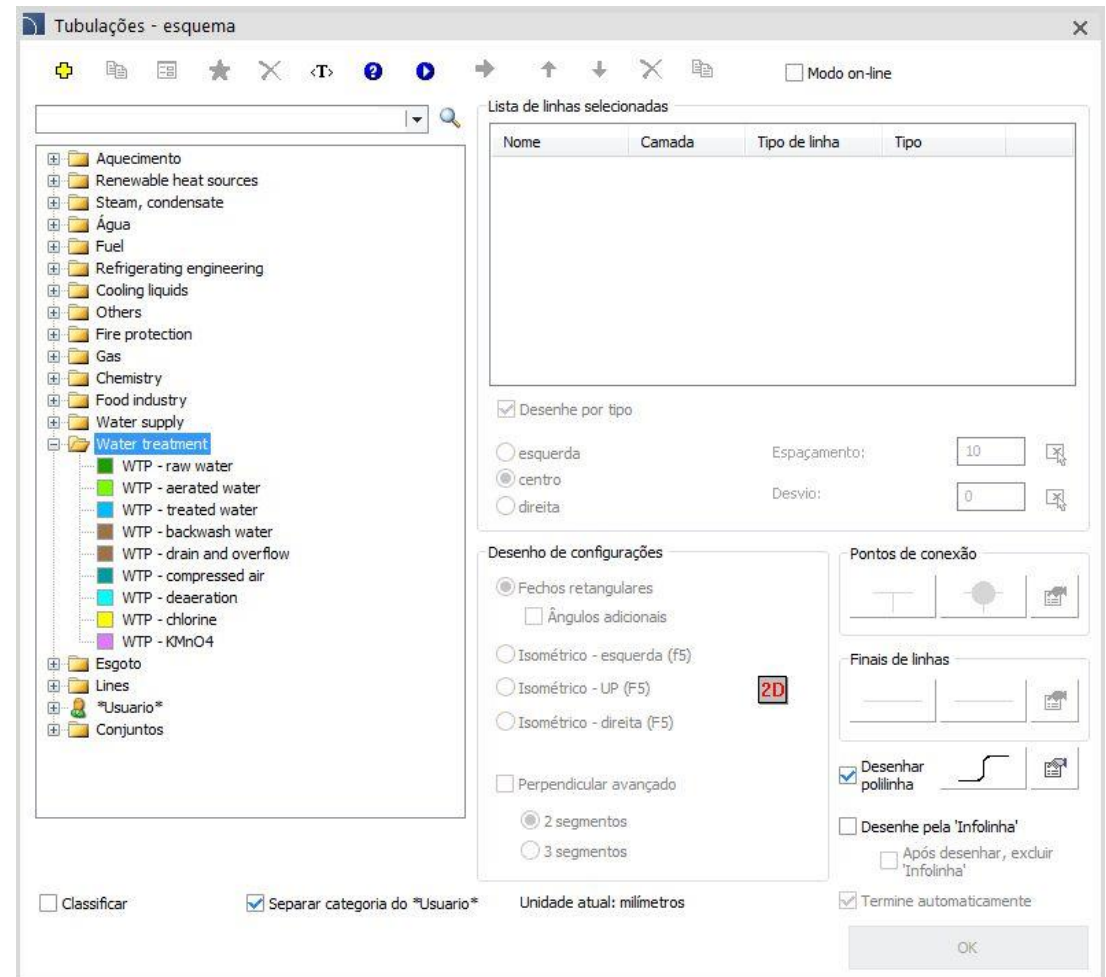 Tubulações - esquema
<T>
Modo on-line
Aquecimento
Renewable heat sources
Steam, condensate
Água
Fuel
Refrigerating engineering
Cooling liquids
Others
Fire protection
Gas
Chemistry
Food industry
Water supply
Water treatment
WTP - raw water
WTP - aerated water
WTP - treated water
WTP - backwash water
WTP - drain and overflow
WTP - compressed air
WTP - deaeration
WTP - chlorine
WTP - KMnO4
Esgoto
Lines
*Usuario*
Conjuntos
Lista de linhas selecionadas
Nome Camada Tipo de linha Tipo
Desenhe por tipo
esquerda
centro
direita
Espaçamento: 10
Desvio: 0
Desenho de configurações
Fechos retangulares
Ângulos adicionais
Isométrico - esquerda (f5)
Isométrico - UP (F5)
Isométrico - direita (F5)
2D
Perpendicular avançado
2 segmentos
3 segmentos
Pontos de conexão
Finais de linhas
Desenhar
polilinha
Desenhe pela 'Infolinha'
Após desenhar, excluir
'Infolinha'
Termine automaticamente
Classificar
Separar categoria do *Usuario*
Unidade atual: milímetros
OK